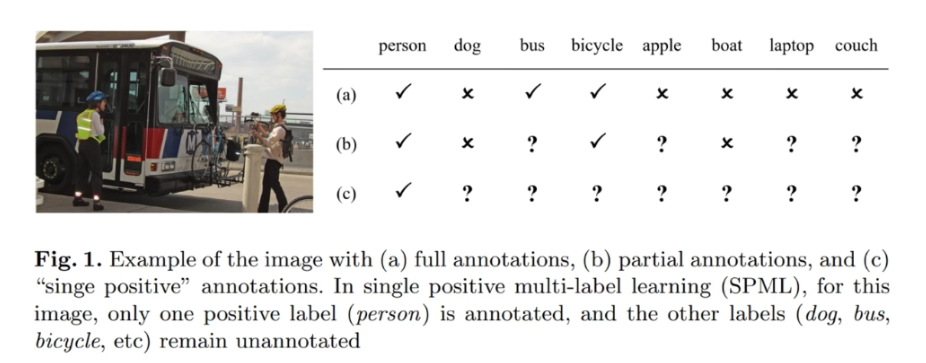 person dog bus bicycle apple boat laptop couch
(a) ✓ × ✓ ✓ × × × ×
(b) ✓ × ? ✓ ? × ? ?
(c) ✓ ? ? ? ? ? ? ?
Fig. 1. Example of the image with (a) full annotations, (b) partial annotations, and (c)
“singe positive” annotations. In single positive multi-label learning (SPML), for this
image, only one positive label (person) is annotated, and the other labels (dog, bus,
bicycle, etc) remain unannotated